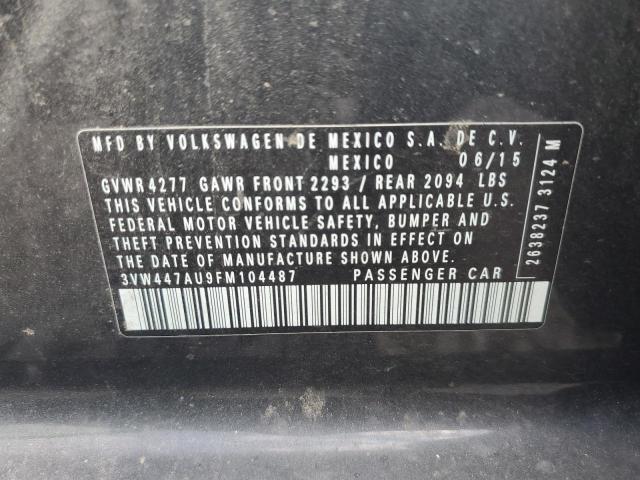 MFD BY VOLKSWAGEN DE MEXICO S.A. DE C.V.
MEXICO 06/15
GVWR 4277 GAWR FRONT 2293 / REAR 2094 LBS
THIS VEHICLE CONFORMS TO ALL APPLICABLE U.S.
FEDERAL MOTOR VEHICLE SAFETY, BUMPER AND
THEFT PREVENTION STANDARDS IN EFFECT ON
THE DATE OF MANUFACTURE SHOWN ABOVE.
3VW447AU9FM104487 PASSENGER CAR
2638237 3124 M